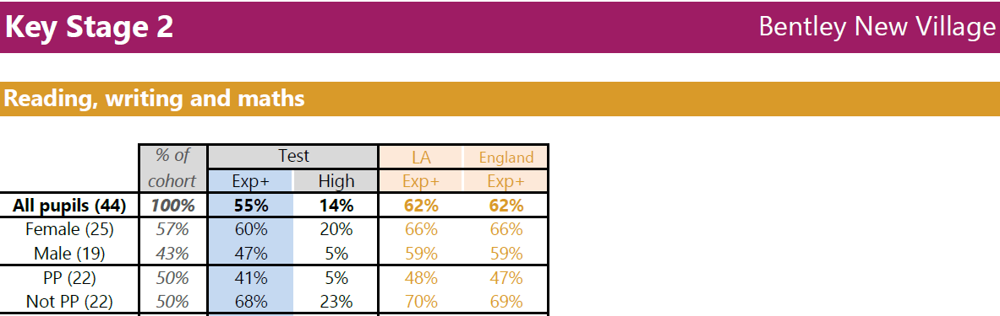 Key Stage 2 Bentley New Village
Reading, writing and maths
% of cohort Test LA England
Exp+ High Exp+ Exp+
All pupils (44) 100% 55% 14% 62% 62%
Female (25) 57% 60% 20% 66% 66%
Male (19) 43% 47% 5% 59% 59%
PP (22) 50% 41% 5% 48% 47%
Not PP (22) 50% 68% 23% 70% 69%